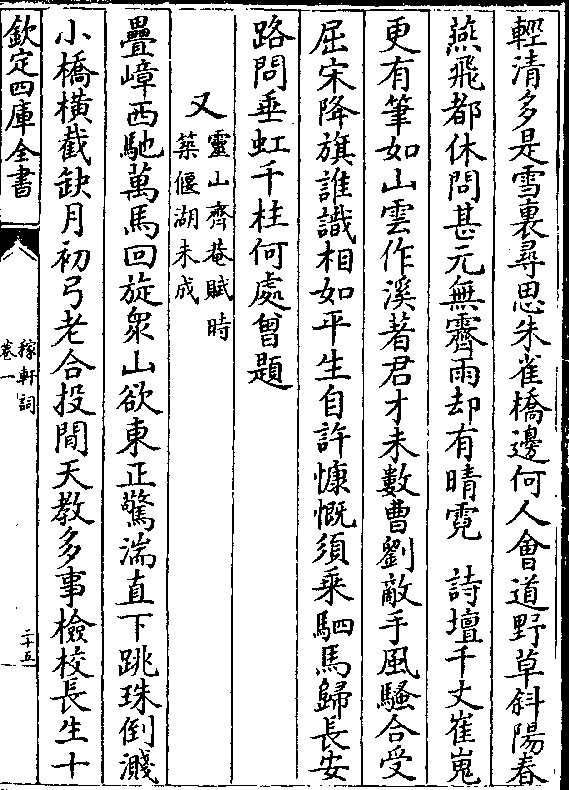 輕清多是雪裏尋思朱雀橋邊何人會道野草斜陽春
燕飛都休問甚元無霽雨却有晴霓　詩壇千丈崔嵬
更有筆如山雲作溪著君才未數曹劉敵手風騷合受
屈宋降旗誰識相如平生自許慷慨須乗駟馬歸長安
路問垂虹千柱何處曾題
又
靈山齊菴賦時
築偃湖未成
疊嶂西馳萬馬回旋衆山欲東正驚湍直下跳珠倒濺
小橋横截缺月初弓老合投閒天教多事檢校長生十
欽定四庫全書
稼軒詞
卷一
二十五